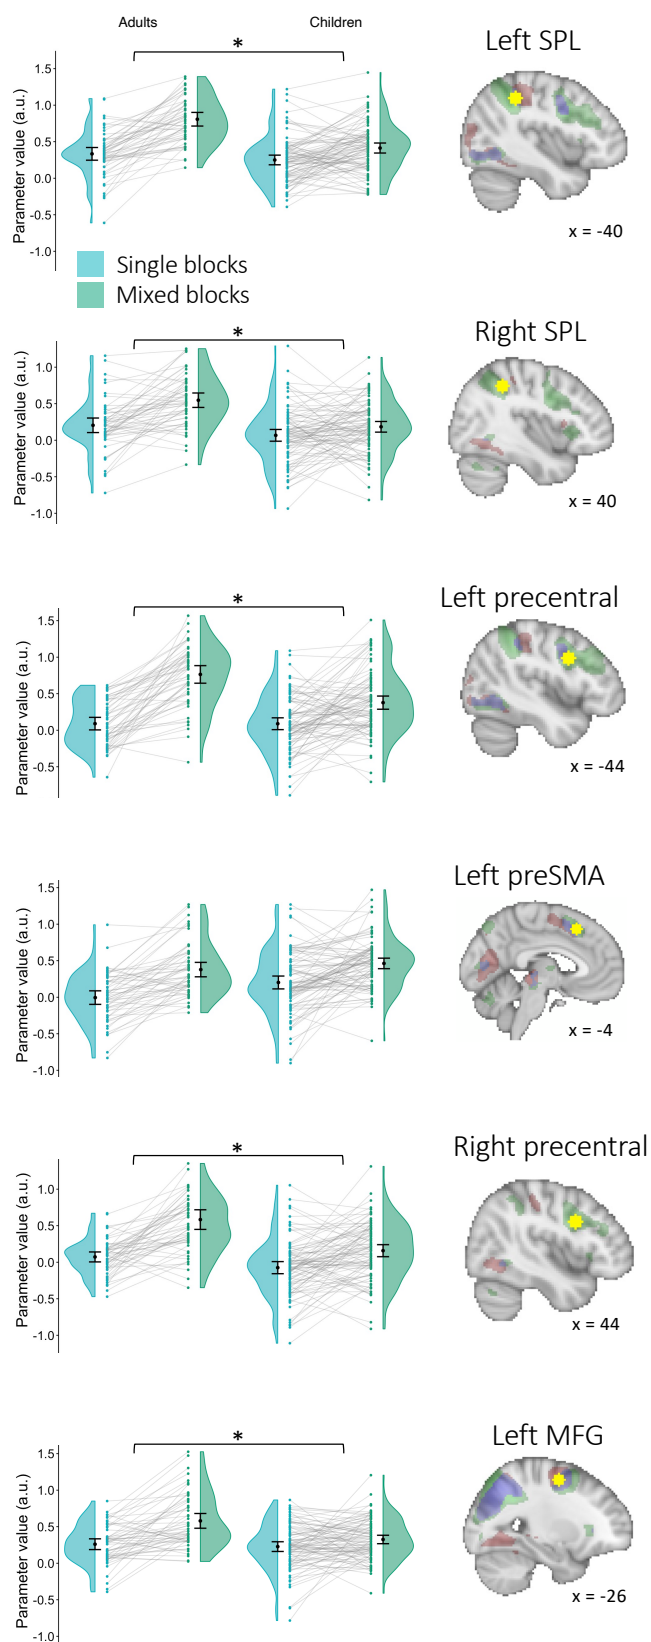 Adults
Children
Left SPL
*
Parameter value (a.u.)
1.5
1.0
0.5
0.0
-0.5
-1.0
x = -40
Single blocks
Mixed blocks
Right SPL
*
Parameter value (a.u.)
1.0
0.5
0.0
-0.5
-1.0
x = 40
Left precentral
*
Parameter value (a.u.)
1.5
1.0
0.5
0.0
-0.5
x = -44
Left preSMA
Parameter value (a.u.)
1.5
1.0
0.5
0.0
-0.5
-1.0
x = -4
Right precentral
*
Parameter value (a.u.)
1.0
0.5
0.0
-0.5
-1.0
x = 44
Left MFG
*
Parameter value (a.u.)
1.5
1.0
0.5
0.0
-0.5
-1.0
x = -26